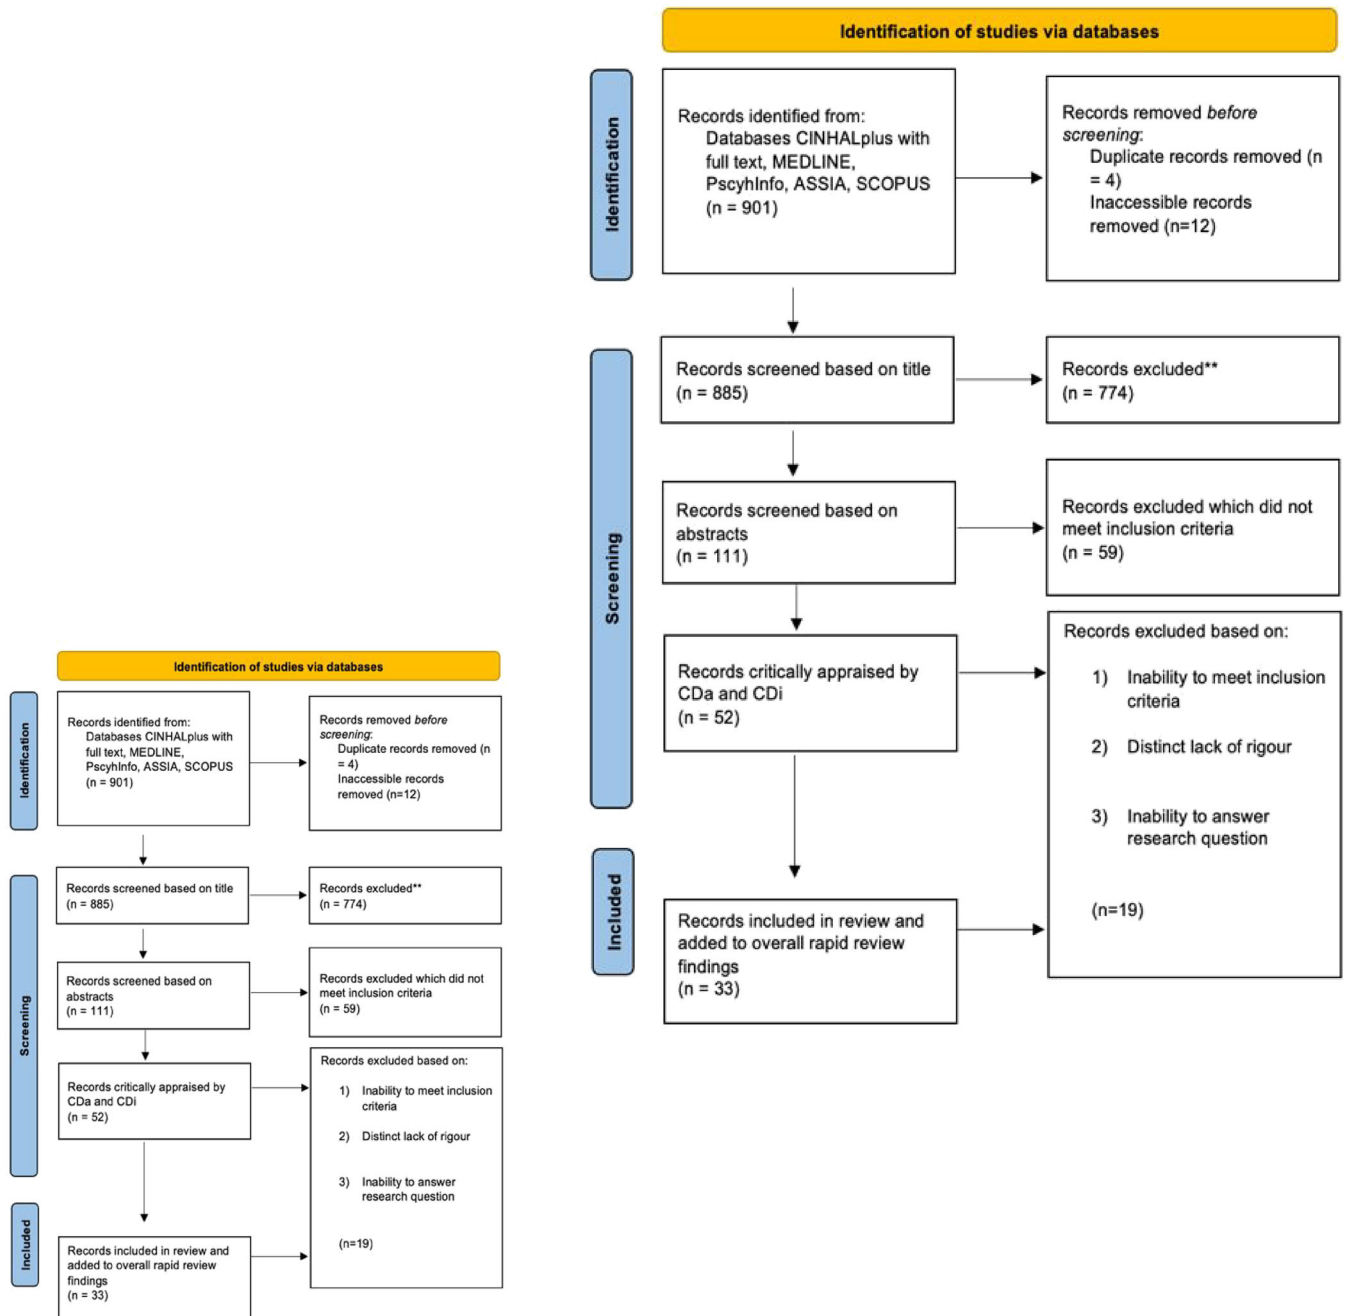 Identification of studies via databases
Identification
Records identified from:
Databases CINHALplus with
full text, MEDLINE,
PscyhInfo, ASSIA, SCOPUS
(n = 901)
Records removed before
screening:
Duplicate records removed (n
= 4)
Inaccessible records
removed (n=12)
Screening
Records screened based on title
(n = 885)
Records excluded**
(n = 774)
Records screened based on
abstracts
(n = 111)
Records excluded which did not
meet inclusion criteria
(n = 59)
Records critically appraised by
CDa and CDi
(n = 52)
Records excluded based on:
1) Inability to meet inclusion
criteria
2) Distinct lack of rigour
3) Inability to answer
research question
(n=19)
Included
Records included in review and
added to overall rapid review
findings
(n = 33)
Identification of studies via databases
Identification
Records identified from:
Databases CINHALplus with
full text, MEDLINE,
PscyhInfo, ASSIA, SCOPUS
(n = 901)
Records removed before
screening:
Duplicate records removed (n
= 4)
Inaccessible records
removed (n=12)
Screening
Records screened based on title
(n = 885)
Records excluded**
(n = 774)
Records screened based on
abstracts
(n = 111)
Records excluded which did not
meet inclusion criteria
(n = 59)
Records critically appraised by
CDa and CDi
(n = 52)
Records excluded based on:
1) Inability to meet inclusion
criteria
2) Distinct lack of rigour
3) Inability to answer
research question
(n=19)
Included
Records included in review and
added to overall rapid review
findings
(n = 33)